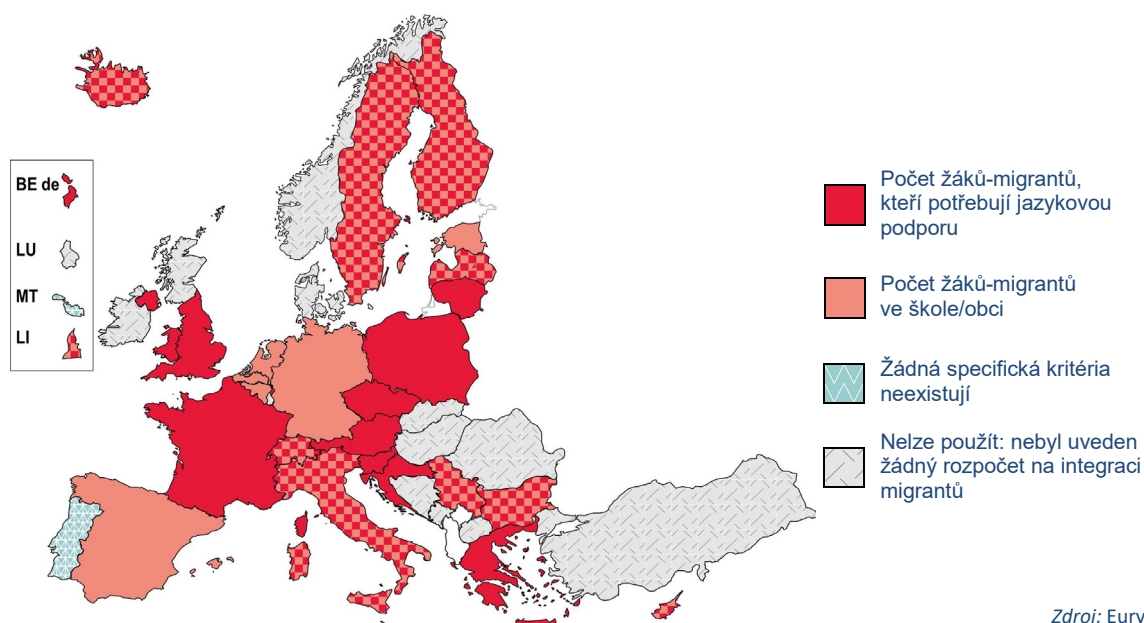 BE de
LU
MT
LI
Počet žáků-migrantů,
kteří potřebují jazykovou
podporu
Počet žáků-migrantů
ve škole/obci
Žádná specifická kritéria
neexistují
Nelze použít: nebyl uveden
žádný rozpočet na integraci
migrantů
Zdroj: Eury